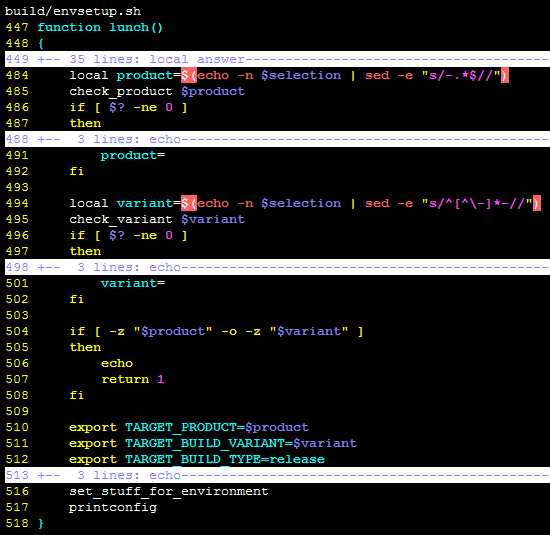 build/envsetup.sh
447 function lunch()
448 {
449 +-- 35 lines: local answer--------------------------------------
484     local product=$(echo -n $selection | sed -e "s/-.*$//")
485     check_product $product
486     if [ $? -ne 0 ]
487     then
488 +--  3 lines: echo----------------------------------------------
491         product=
492     fi
493
494     local variant=$(echo -n $selection | sed -e "s/^[^\-]*-//")
495     check_variant $variant
496     if [ $? -ne 0 ]
497     then
498 +--  3 lines: echo----------------------------------------------
501         variant=
502     fi
503
504     if [ -z "$product" -o -z "$variant" ]
505     then
506         echo
507         return 1
508     fi
509
510     export TARGET_PRODUCT=$product
511     export TARGET_BUILD_VARIANT=$variant
512     export TARGET_BUILD_TYPE=release
513 +--  3 lines: echo----------------------------------------------
516     set_stuff_for_environment
517     printconfig
518 }